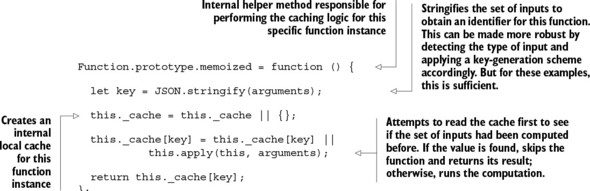 Internal helper method responsible for
performing the caching logic for this
specific function instance
Stringifies the set of inputs to
obtain an identifier for this function.
This can be made more robust by
detecting the type of input and
applying a key-generation scheme
accordingly. But for these examples,
this is sufficient.
Function.prototype.memoized = function () {
let key = JSON.stringify(arguments);
Creates an
internal
local cache
for this
function
instance
this._cache = this._cache || {};
this._cache[key] = this._cache[key] ||
this.apply(this, arguments);
return this._cache[key];
};
Attempts to read the cache first to see
if the set of inputs had been computed
before. If the value is found, skips the
function and returns its result;
otherwise, runs the computation.